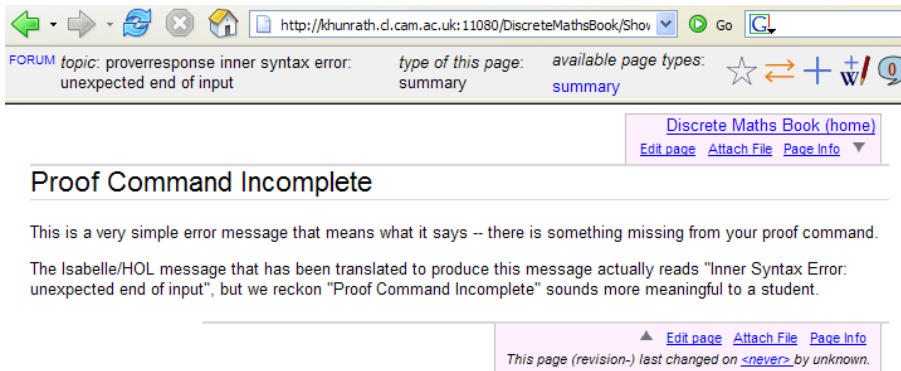 http://khunrath.cl.cam.ac.uk:11080/DiscreteMathsBook/Show Go G
FORUM topic: proverresponse inner syntax error: type of this page: available page types:
unexpected end of input summary summary W 0
Discrete Maths Book (home)
Edit page Attach File Page Info
Proof Command Incomplete
This is a very simple error message that means what it says -- there is something missing from your proof command.
The Isabelle/HOL message that has been translated to produce this message actually reads "Inner Syntax Error:
unexpected end of input", but we reckon "Proof Command Incomplete" sounds more meaningful to a student.
Edit page Attach File Page Info
This page (revision-) last changed on <never> by unknown.